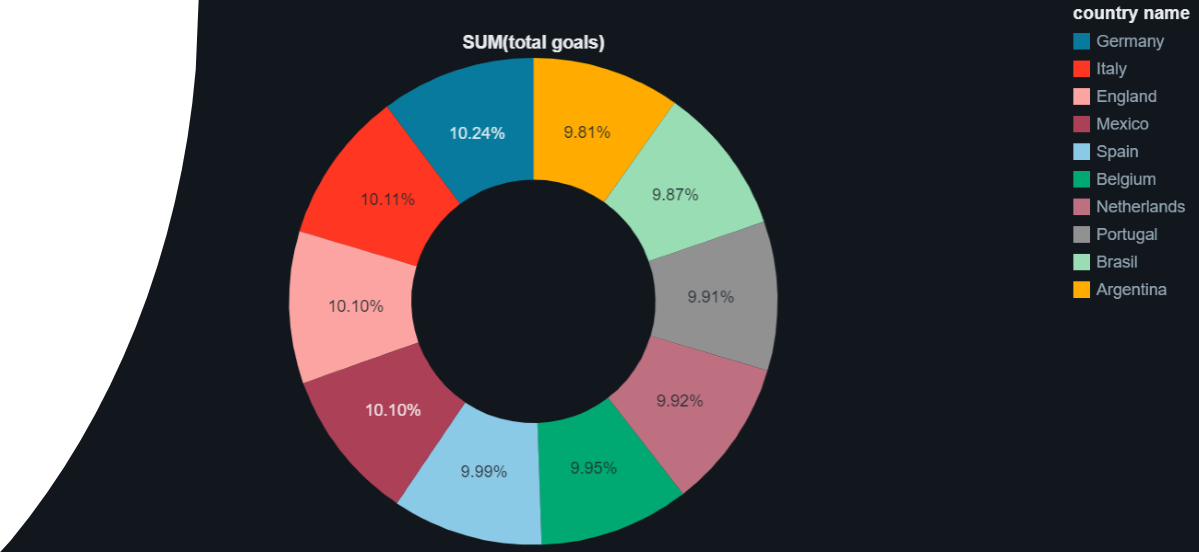 SUM(total goals)
10.24%
9.81%
10.11%
9.87%
10.10%
9.91%
10.10%
9.92%
9.99%
9.95%
country name
Germany
Italy
England
Mexico
Spain
Belgium
Netherlands
Portugal
Brasil
Argentina